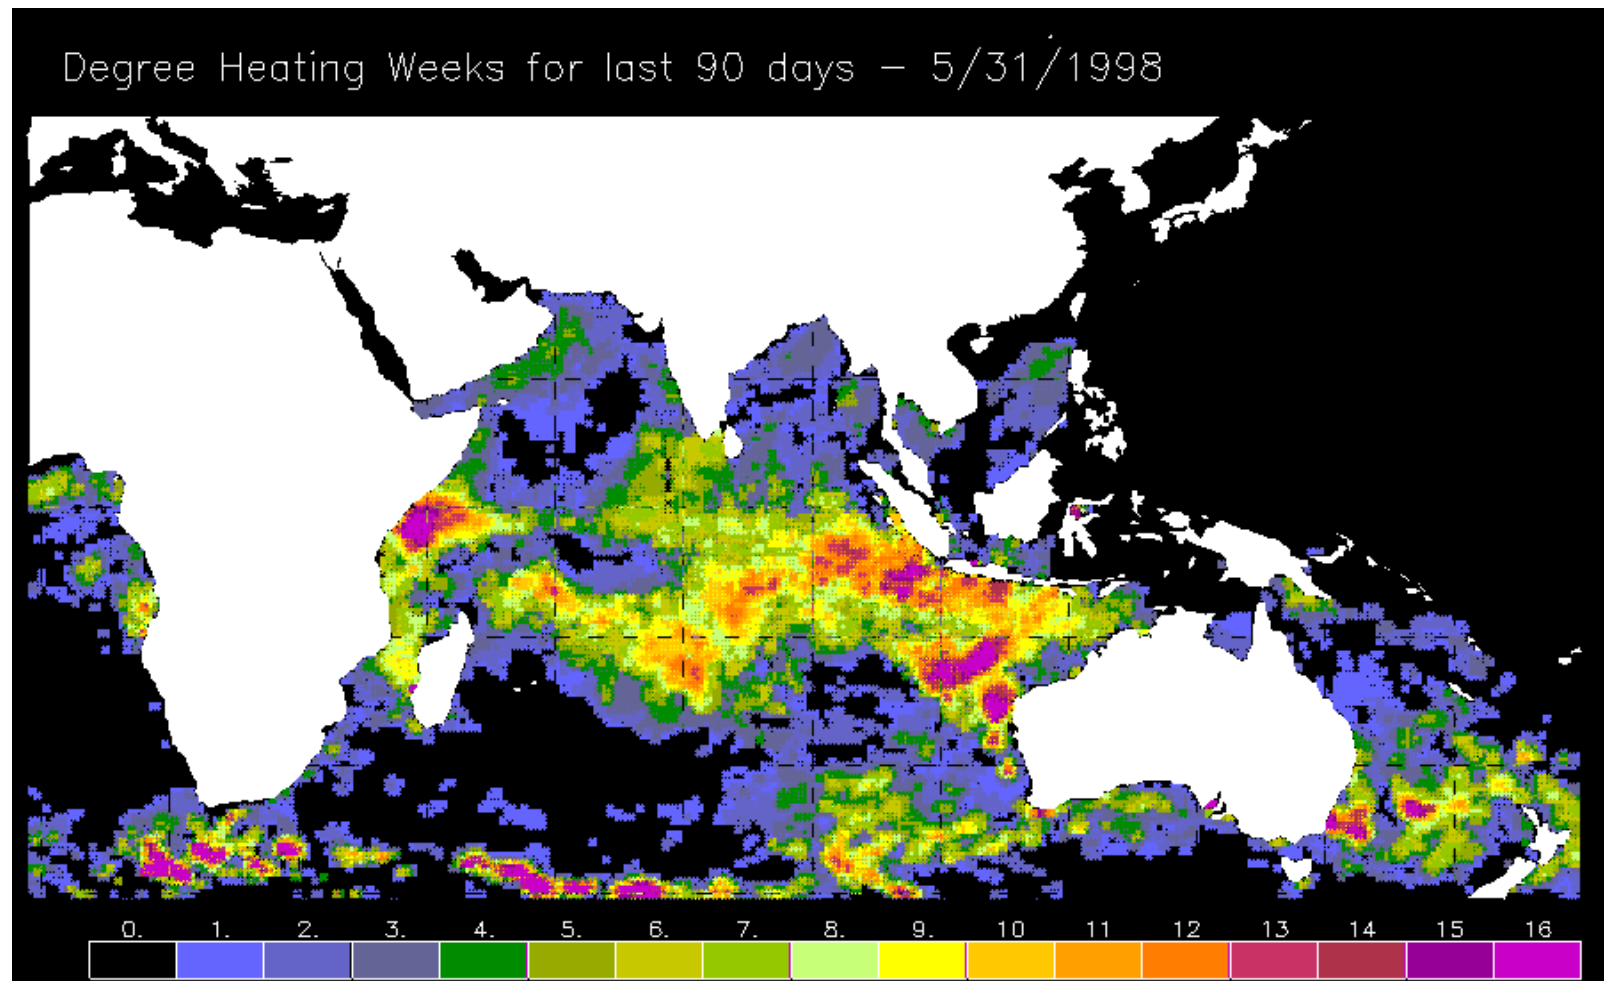 Degree Heating Weeks for last 90 days - 5/31/1998
0. 1. 2. 3. 4. 5. 6. 7. 8. 9. 10 11 12 13 14 15 16